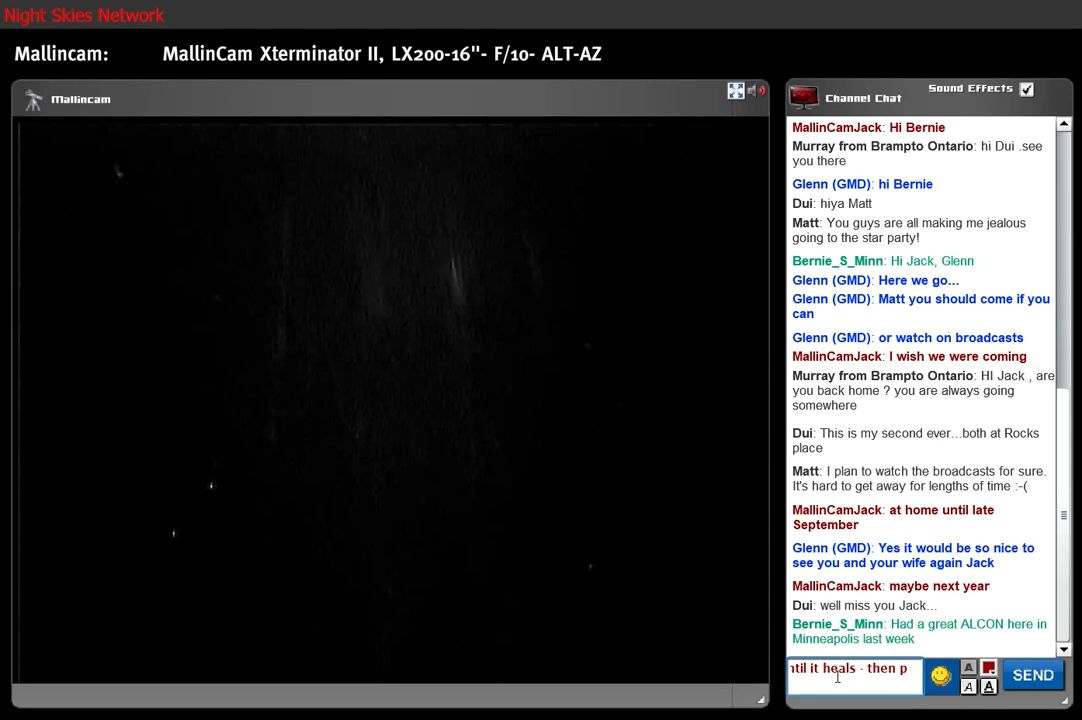 Night Skies Network
Mallincam: MallinCam Xterminator II, LX200-16"- F/10- ALT-AZ
Mallincam
Sound Effects
Channel Chat
MallinCamJack: Hi Bernie
Murray from Brampto Ontario: hi Dui .see
you there
Glenn (GMD): hi Bernie
Dui: hiya Matt
Matt: You guys are all making me jealous
going to the star party!
Bernie_S_Minn: Hi Jack, Glenn
Glenn (GMD): Here we go...
Glenn (GMD): Matt you should come if you
can
Glenn (GMD): or watch on broadcasts
MallinCamJack: I wish we were coming
Murray from Brampto Ontario: HI Jack , are
you back home ? you are always going
somewhere
Dui: This is my second ever...both at Rocks
place
Matt: I plan to watch the broadcasts for sure.
It's hard to get away for lengths of time :-(
MallinCamJack: at home until late
September
Glenn (GMD): Yes it would be so nice to
see you and your wife again Jack
MallinCamJack: maybe next year
Dui: well miss you Jack...
Bernie_S_Minn: Had a great ALCON here in
Minneapolis last week
ntil it heals - then p
A
A A
SEND